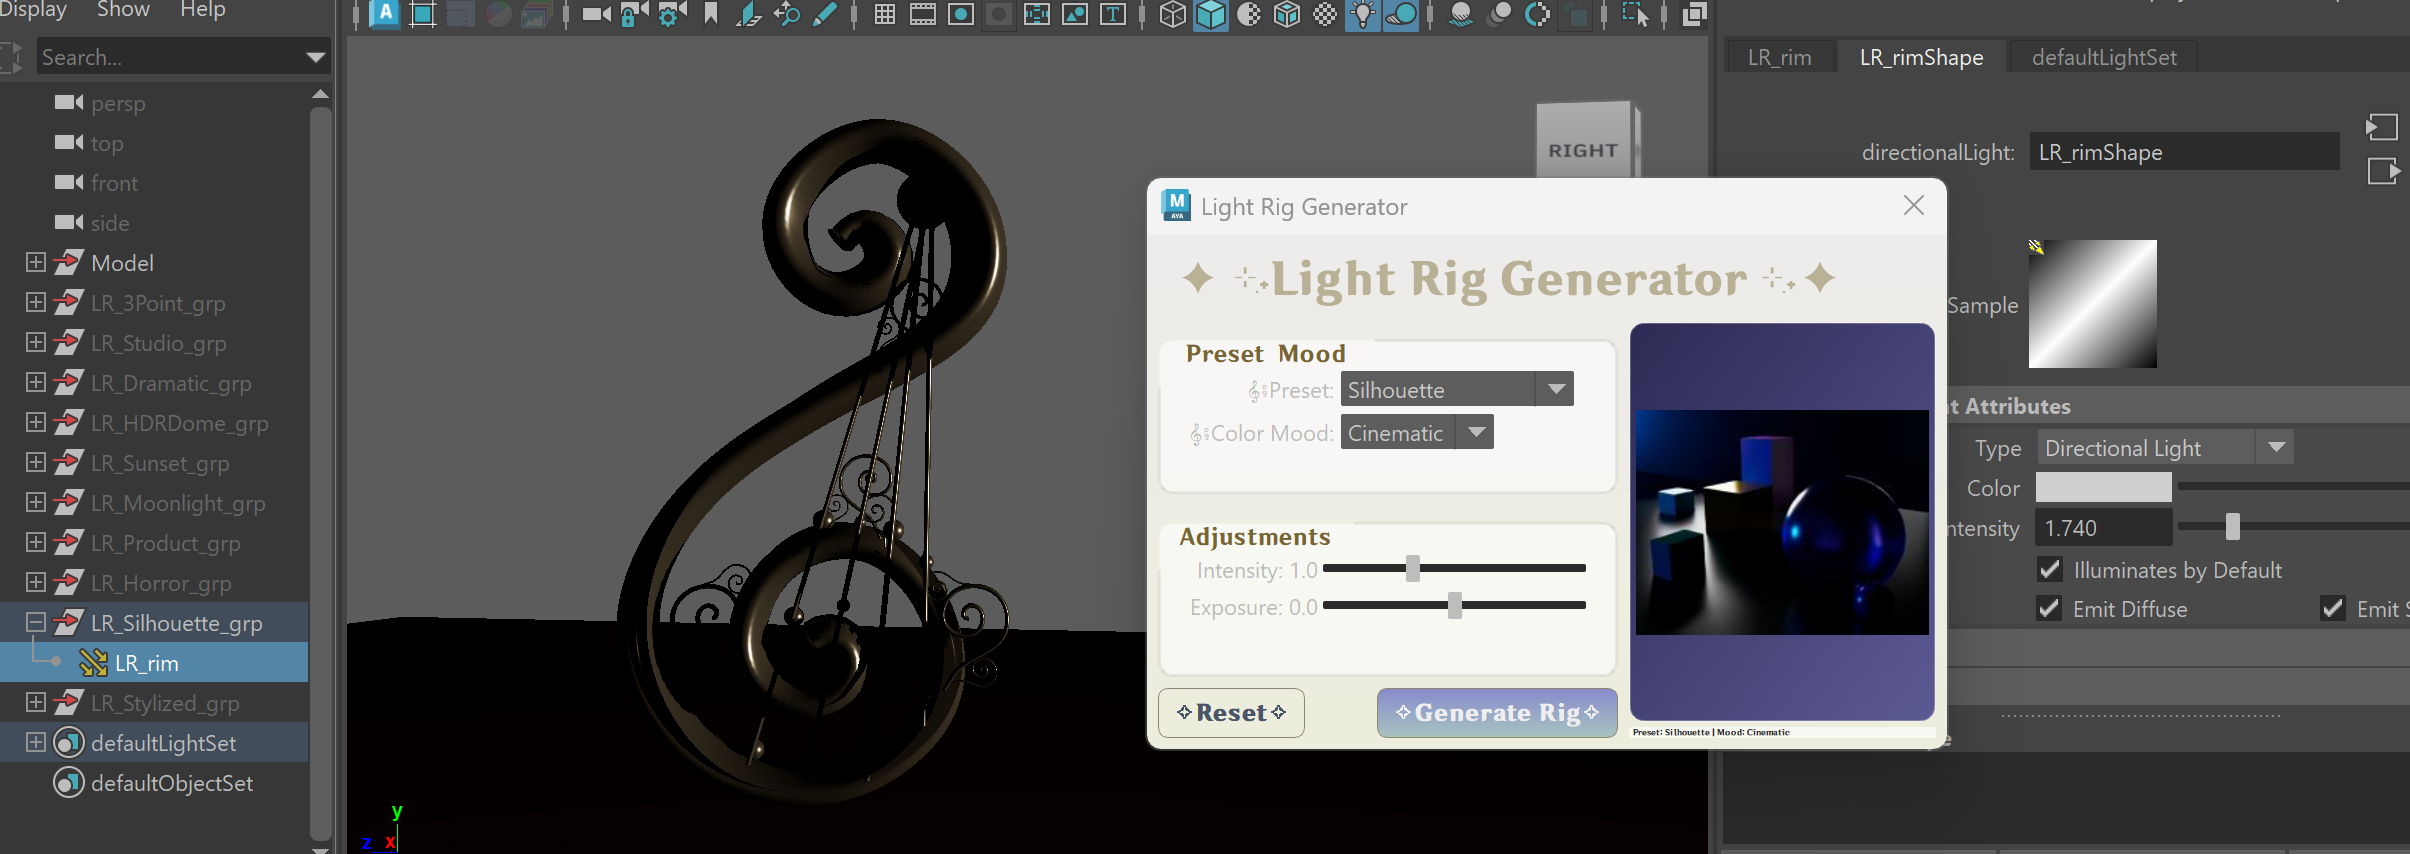 Display Show Help
Search...
persp
top
front
side
Model
LR_3Point_grp
LR_Studio_grp
LR_Dramatic_grp
LR_HDRDome_grp
LR_Sunset_grp
LR_Moonlight_grp
LR_Product_grp
LR_Horror_grp
LR_Silhouette_grp
LR_rim
LR_Stylized_grp
defaultLightSet
defaultObjectSet
A
T
RIGHT
y
z x
M
AYA
Light Rig Generator
Light Rig Generator
Preset Mood
Preset: Silhouette
Color Mood: Cinematic
Adjustments
Intensity: 1.0
Exposure: 0.0
Reset
Generate Rig
Preset: Silhouette | Mood: Cinematic
LR_rim LR_rimShape defaultLightSet
directionalLight: LR_rimShape
Sample
t Attributes
Type Directional Light
Color
ntensity 1.740
Illuminates by Default
Emit Diffuse Emit S